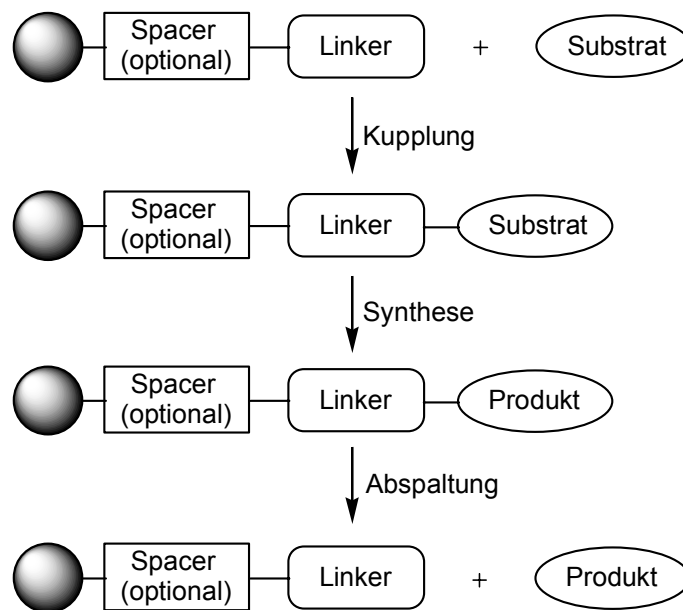 Spacer
(optional)
Linker
+
Substrat
Kupplung
Spacer
(optional)
Linker
Substrat
Synthese
Spacer
(optional)
Linker
Produkt
Abspaltung
Spacer
(optional)
Linker
+
Produkt